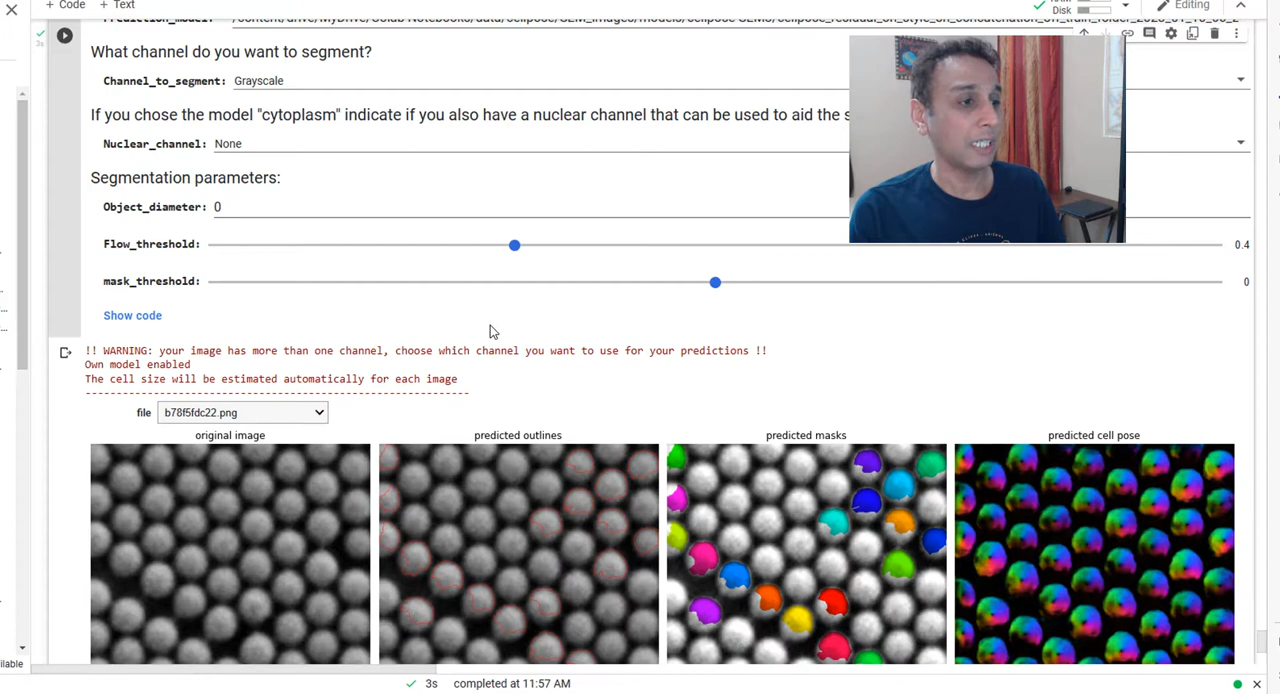 + Code + Text
Disk
Editing
3s
What channel do you want to segment?
Channel_to_segment: Grayscale
If you chose the model "cytoplasm" indicate if you also have a nuclear channel that can be used to aid the s
Nuclear_channel: None
Segmentation parameters:
Object_diameter: 0
Flow_threshold: 0.4
mask_threshold: 0
Show code
!! WARNING: your image has more than one channel, choose which channel you want to use for your predictions !!
Own model enabled
The cell size will be estimated automatically for each image
--------------------------------------------------------
file b78f5fdc22.png
original image predicted outlines predicted masks predicted cell pose
ilable
3s completed at 11:57 AM